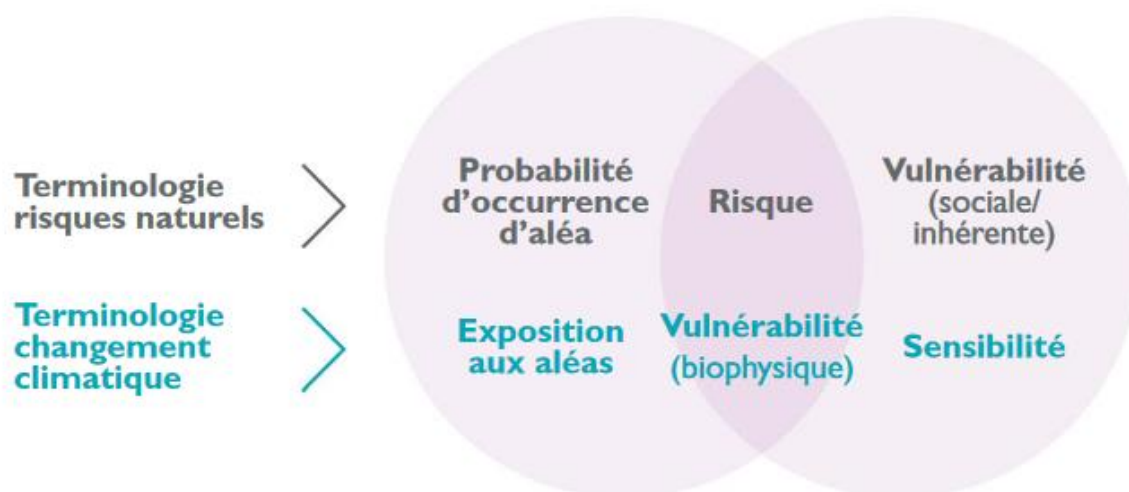 Terminologie
risques naturels
Probabilité
d'occurrence
d'aléa
Risque
Vulnérabilité
(sociale/
inhérente)
Terminologie
changement
climatique
Exposition
aux aléas
Vulnérabilité
(biophysique)
Sensibilité